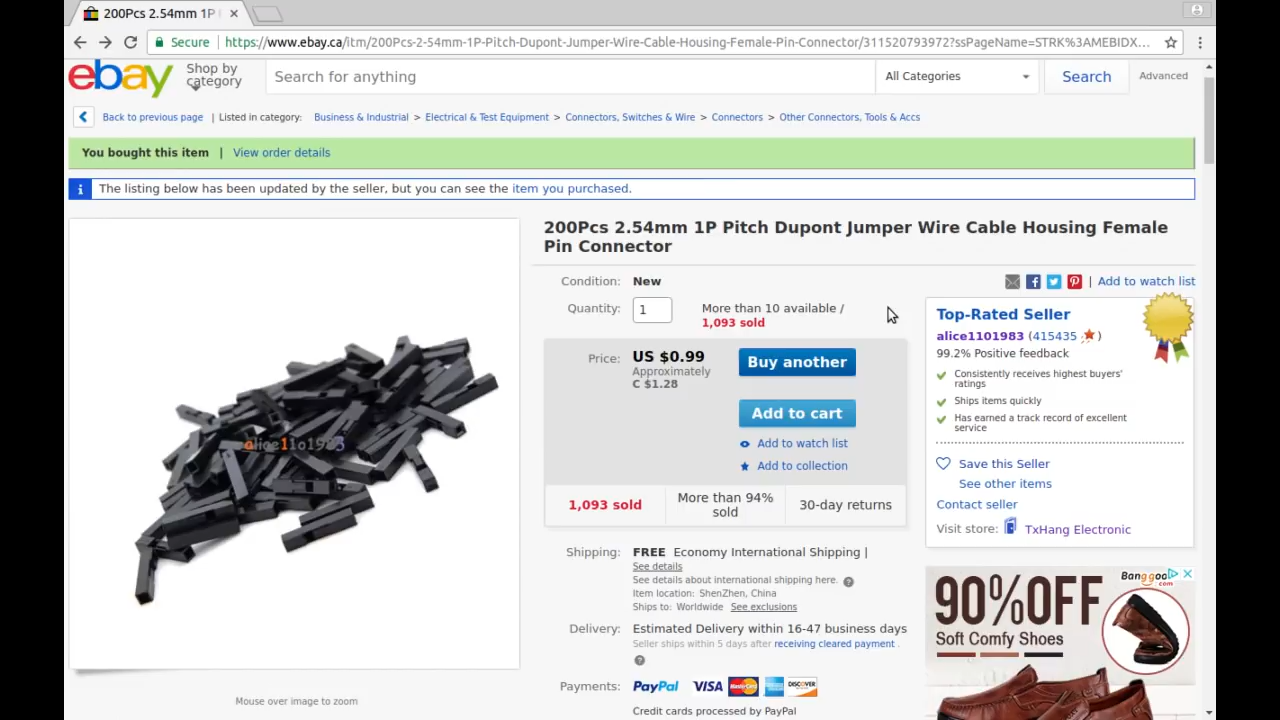 200Pcs 2.54mm 1P
Secure
https://www.ebay.ca/itm/200Pcs-2-54mm-1P-Pitch-Dupont-Jumper-Wire-Cable-Housing-Female-Pin-Connector/311520793972?ssPageName=STRK%3AMEBIDX...
ebay
Shop by
category
Search for anything
All Categories
Search
Advanced
Back to previous page | Listed in category: Business & Industrial > Electrical & Test Equipment > Connectors, Switches & Wire > Connectors > Other Connectors, Tools & Accs
You bought this item | View order details
i The listing below has been updated by the seller, but you can see the item you purchased.
200Pcs 2.54mm 1P Pitch Dupont Jumper Wire Cable Housing Female
Pin Connector
Condition: New
| Add to watch list
Quantity: 1
More than 10 available /
1,093 sold
Price: US $0.99
Approximately
C $1.28
Buy another
Add to cart
Add to watch list
Add to collection
1,093 sold
More than 94%
sold
30-day returns
Shipping: FREE Economy International Shipping |
See details
See details about international shipping here. ?
Item location: ShenZhen, China
Ships to: Worldwide See exclusions
Delivery: Estimated Delivery within 16-47 business days
Seller ships within 5 days after receiving cleared payment .
?
Payments: PayPal VISA MasterCard DISCOVER
Credit cards processed by PayPal
Top-Rated Seller
alice1101983 (415435 )
99.2% Positive feedback
Consistently receives highest buyers'
ratings
Ships items quickly
Has earned a track record of excellent
service
Save this Seller
See other items
Contact seller
Visit store: TxHang Electronic
Banggood
.com
90%OFF
Soft Comfy Shoes
alice11o1983
Mouse over image to zoom